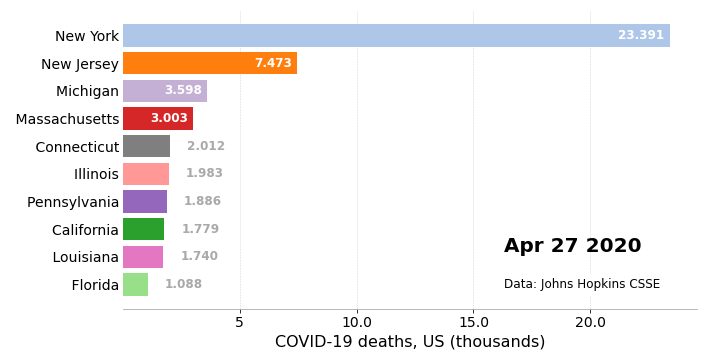 New York 23.391
New Jersey 7.473
Michigan 3.598
Massachusetts 3.003
Connecticut 2.012
Illinois 1.983
Pennsylvania 1.886
California 1.779
Louisiana 1.740
Florida 1.088
Apr 27 2020
Data: Johns Hopkins CSSE
5 10.0 15.0 20.0
COVID-19 deaths, US (thousands)